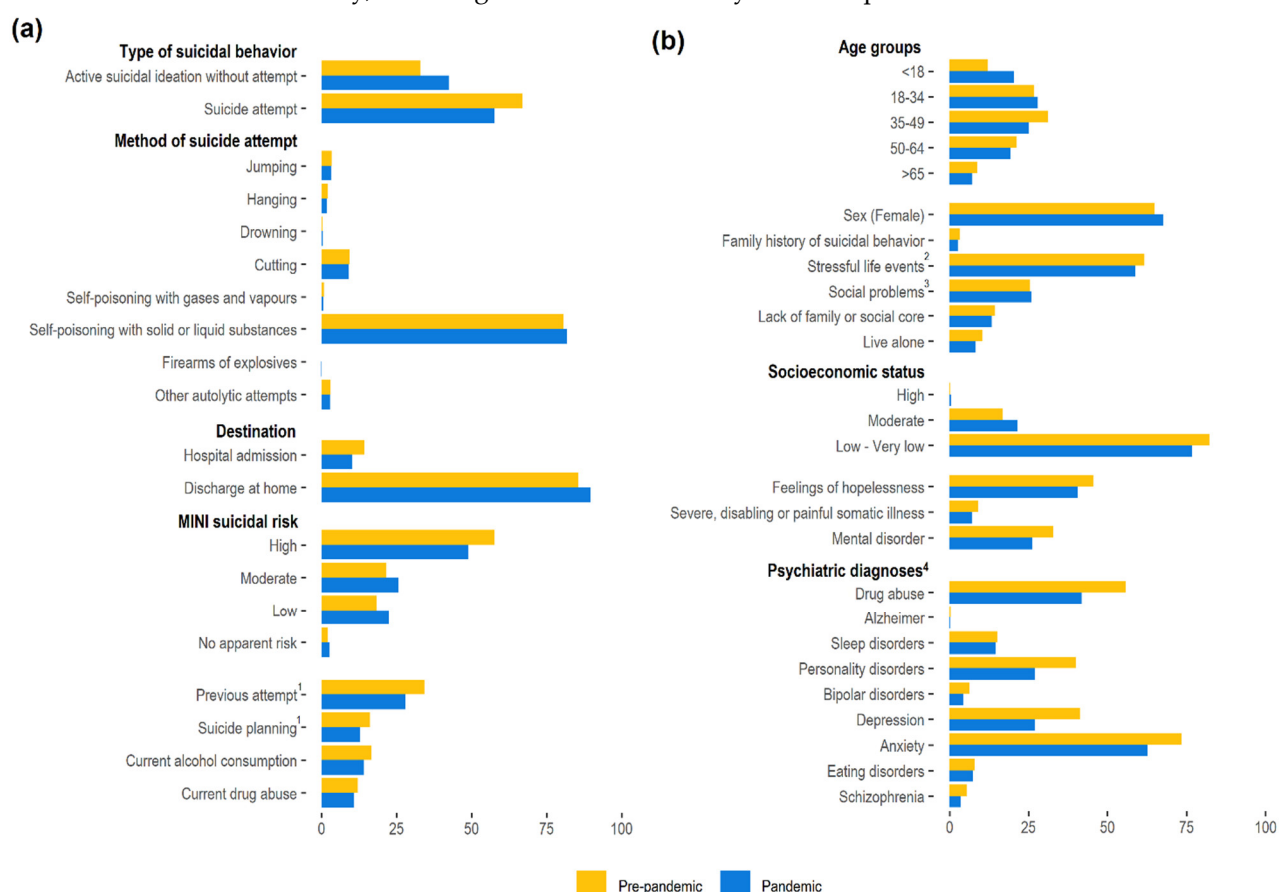 (a)
Type of suicidal behavior
Active suicidal ideation without attempt
Suicide attempt
Method of suicide attempt
Jumping
Hanging
Drowning
Cutting
Self-poisoning with gases and vapours
Self-poisoning with solid or liquid substances
Firearms of explosives
Other autolytic attempts
Destination
Hospital admission
Discharge at home
MINI suicidal risk
High
Moderate
Low
No apparent risk
Previous attempt1
Suicide planning1
Current alcohol consumption
Current drug abuse
0 25 50 75 100
(b)
Age groups
<18
18-34
35-49
50-64
>65
Sex (Female)
Family history of suicidal behavior
Stressful life events2
Social problems3
Lack of family or social core
Live alone
Socioeconomic status
High
Moderate
Low - Very low
Feelings of hopelessness
Severe, disabling or painful somatic illness
Mental disorder
Psychiatric diagnoses4
Drug abuse
Alzheimer
Sleep disorders
Personality disorders
Bipolar disorders
Depression
Anxiety
Eating disorders
Schizophrenia
0 25 50 75 100
Pre-pandemic Pandemic